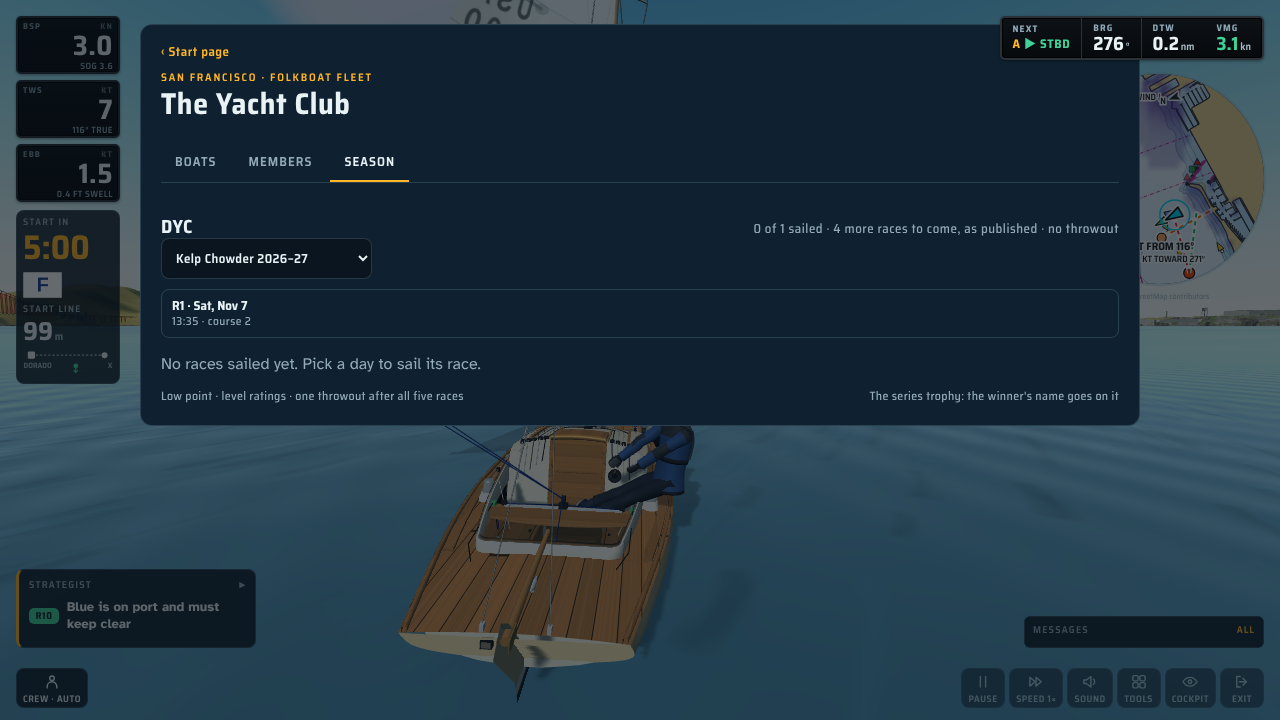 BSP KN
3.0
SOG 3.6
TWS KT
7
116° TRUE
EBB KT
1.5
0.4 FT SWELL
START IN
5:00
F
START LINE
99 m
DORADO X
‹ Start page
SAN FRANCISCO · FOLKBOAT FLEET
The Yacht Club
BOATS MEMBERS SEASON
DYC
0 of 1 sailed · 4 more races to come, as published · no throwout
Kelp Chowder 2026–27
R1 · Sat, Nov 7
13:35 · course 2
No races sailed yet. Pick a day to sail its race.
Low point · level ratings · one throwout after all five races
The series trophy: the winner's name goes on it
NEXT
A ▶ STBD
BRG
276°
DTW
0.2 nm
VMG
3.1 kn
WIND N
T FROM 116°
KT TOWARD 271°
STRATEGIST ▶
R10 Blue is on port and must
keep clear
CREW · AUTO
MESSAGES ALL
PAUSE SPEED 1× SOUND TOOLS COCKPIT EXIT